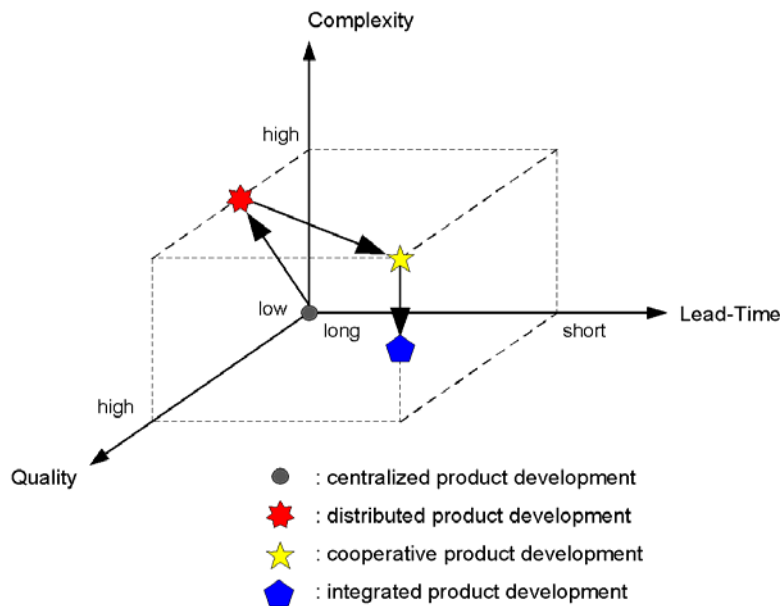 Complexity
high
low
long
short
Lead-Time
high
Quality
: centralized product development
: distributed product development
: cooperative product development
: integrated product development